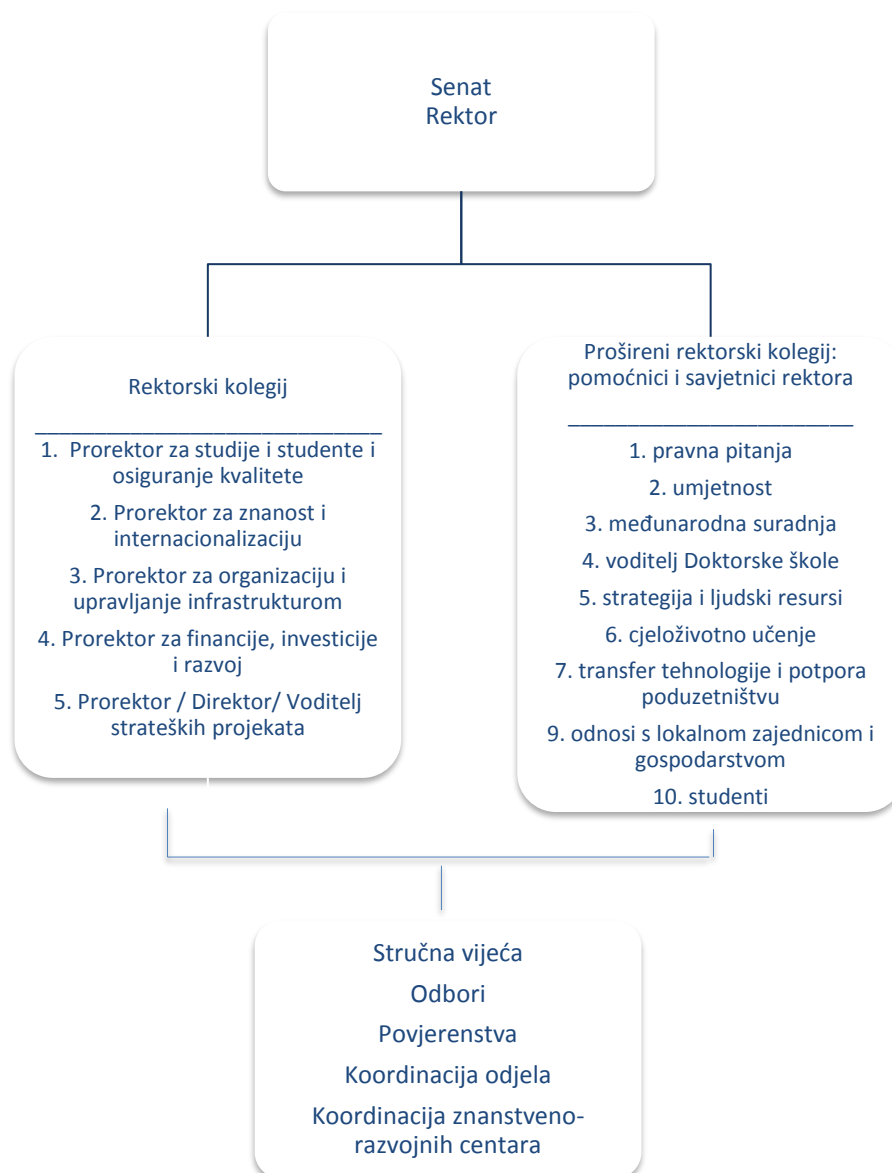 Senat
Rektor
Rektorski kolegij
______________________________
1. Prorektor za studije i studente i
osiguranje kvalitete
2. Prorektor za znanost i
internacionalizaciju
3. Prorektor za organizaciju i
upravljanje infrastrukturom
4. Prorektor za financije, investicije
i razvoj
5. Prorektor / Direktor/ Voditelj
strateških projekata
Prošireni rektorski kolegij:
pomoćnici i savjetnici rektora
_________________________
1. pravna pitanja
2. umjetnost
3. međunarodna suradnja
4. voditelj Doktorske škole
5. strategija i ljudski resursi
6. cjeloživotno učenje
7. transfer tehnologije i potpora
poduzetništvu
9. odnosi s lokalnom zajednicom i
gospodarstvom
10. studenti
Stručna vijeća
Odbori
Povjerenstva
Koordinacija odjela
Koordinacija znanstveno-
razvojnih centara